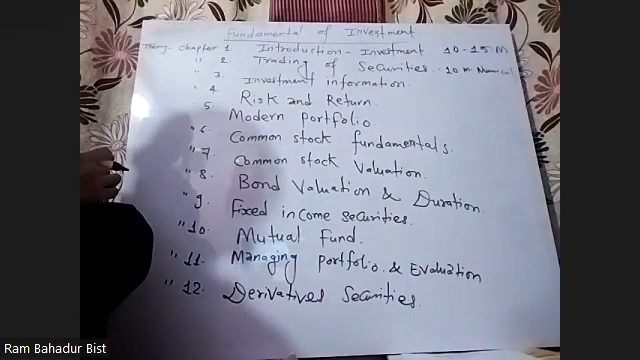 Fundamental of Investment
Theory- Chapter 1 Introduction - Investment 10-15 M
" 2 Trading of Securities.. 10 M.
" 3. Investment information.
" 4. Risk and Return.
5. Modern portfolio
" 6. Common stock fundamentals.
" 7. Common stock Valuation.
" 8. Bond Valuation & Duration.
" 9. Fixed income securities.
" 10. Mutual Fund.
" 11. Managing portfolio. & Evaluation
" 12. Derivatives Securities.
Ram Bahadur Bist